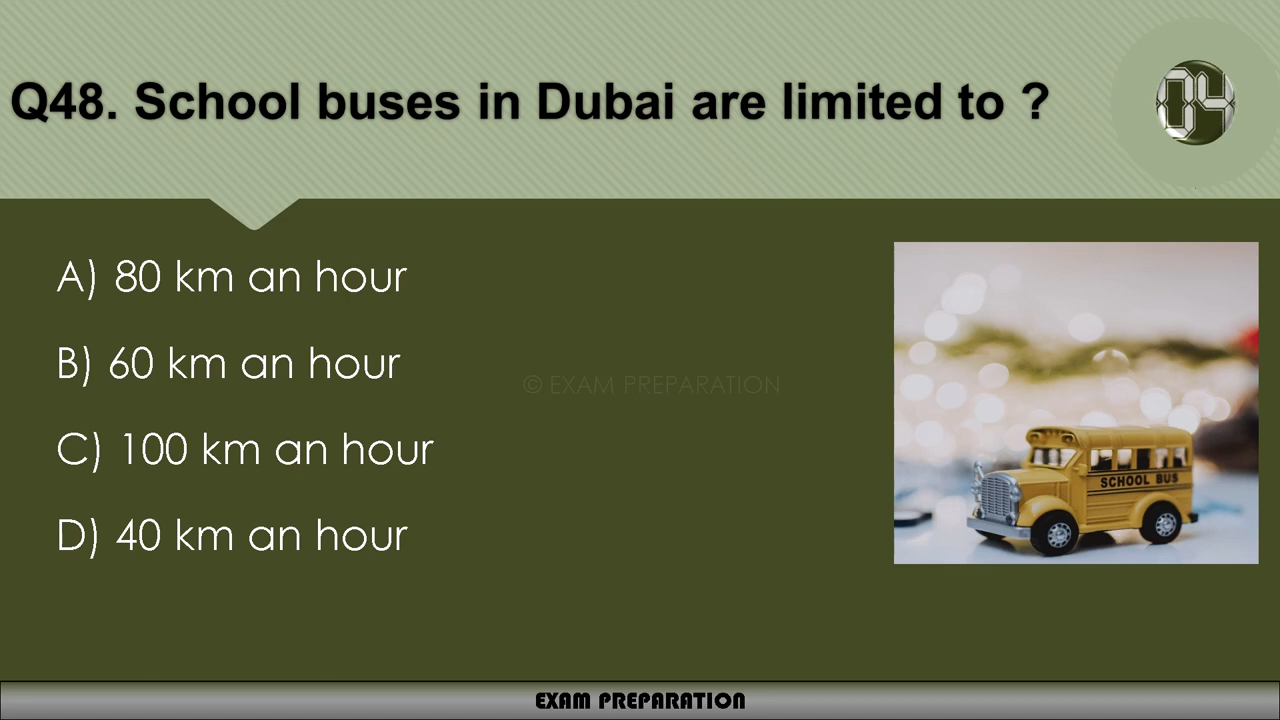 Q48. School buses in Dubai are limited to ?
04
A) 80 km an hour
B) 60 km an hour
© EXAM PREPARATION
C) 100 km an hour
SCHOOL BUS
D) 40 km an hour
EXAM PREPARATION